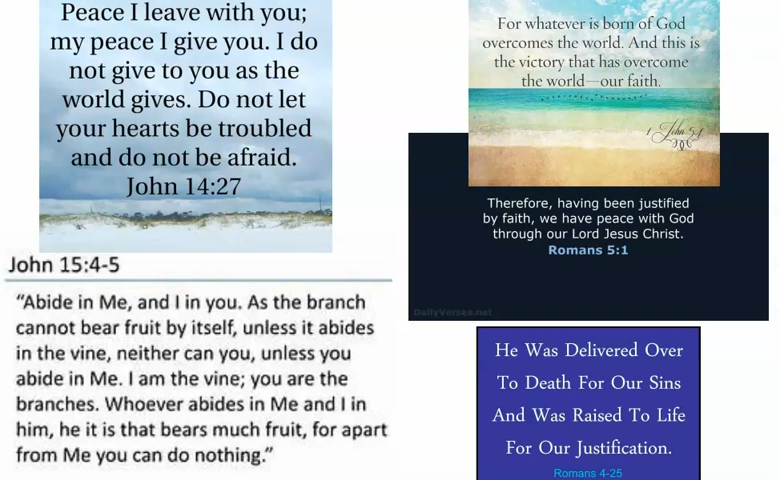 Peace I leave with you;
my peace I give you. I do
not give to you as the
world gives. Do not let
your hearts be troubled
and do not be afraid.
John 14:27
For whatever is born of God
overcomes the world. And this is
the victory that has overcome
the world—our faith.
1 John 5:4
Therefore, having been justified
by faith, we have peace with God
through our Lord Jesus Christ.
Romans 5:1
DailyVerses.net
John 15:4-5
“Abide in Me, and I in you. As the branch
cannot bear fruit by itself, unless it abides
in the vine, neither can you, unless you
abide in Me. I am the vine; you are the
branches. Whoever abides in Me and I in
him, he it is that bears much fruit, for apart
from Me you can do nothing.”
He Was Delivered Over
To Death For Our Sins
And Was Raised To Life
For Our Justification.
Romans 4-25